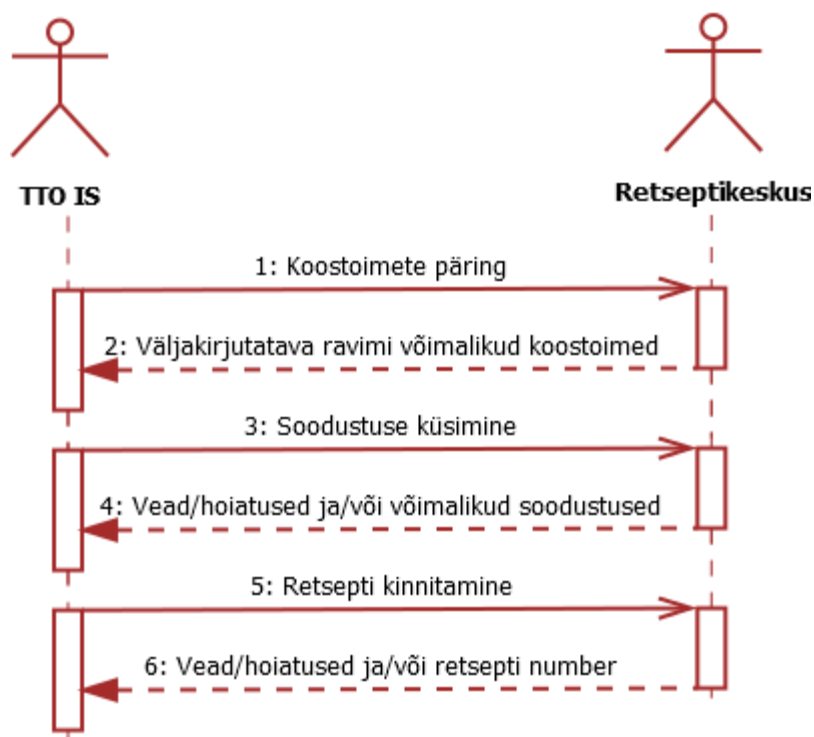 TTO IS
Retseptikeskus
1: Koostoimete päring
2: Väljakirjutatava ravimi võimalikud koostoimed
3: Soodustuse küsimine
4: Vead/hoiatused ja/või võimalikud soodustused
5: Retsepti kinnitamine
6: Vead/hoiatused ja/või retsepti number